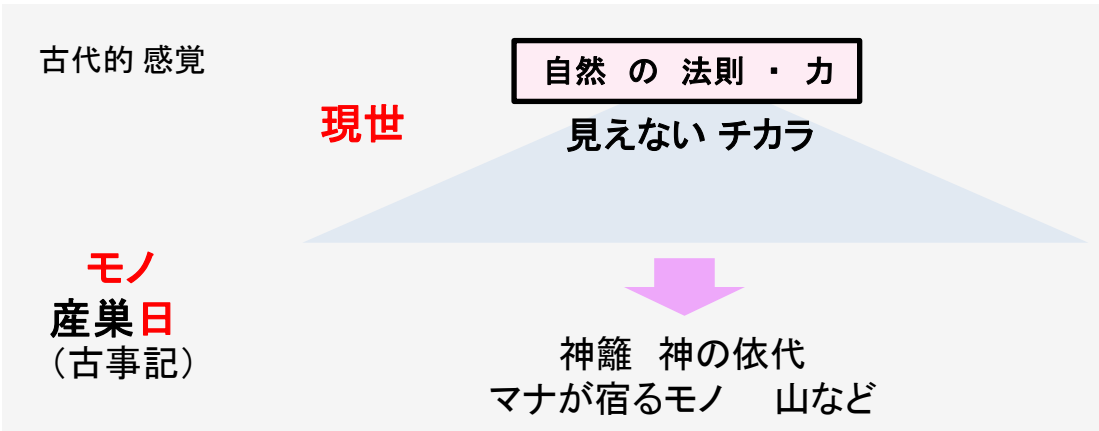 古代的 感覚
自然 の 法則 ・ 力
現世
見えない チカラ
モノ
産巣日
（古事記）
神籬 神の依代
マナが宿るモノ 山など